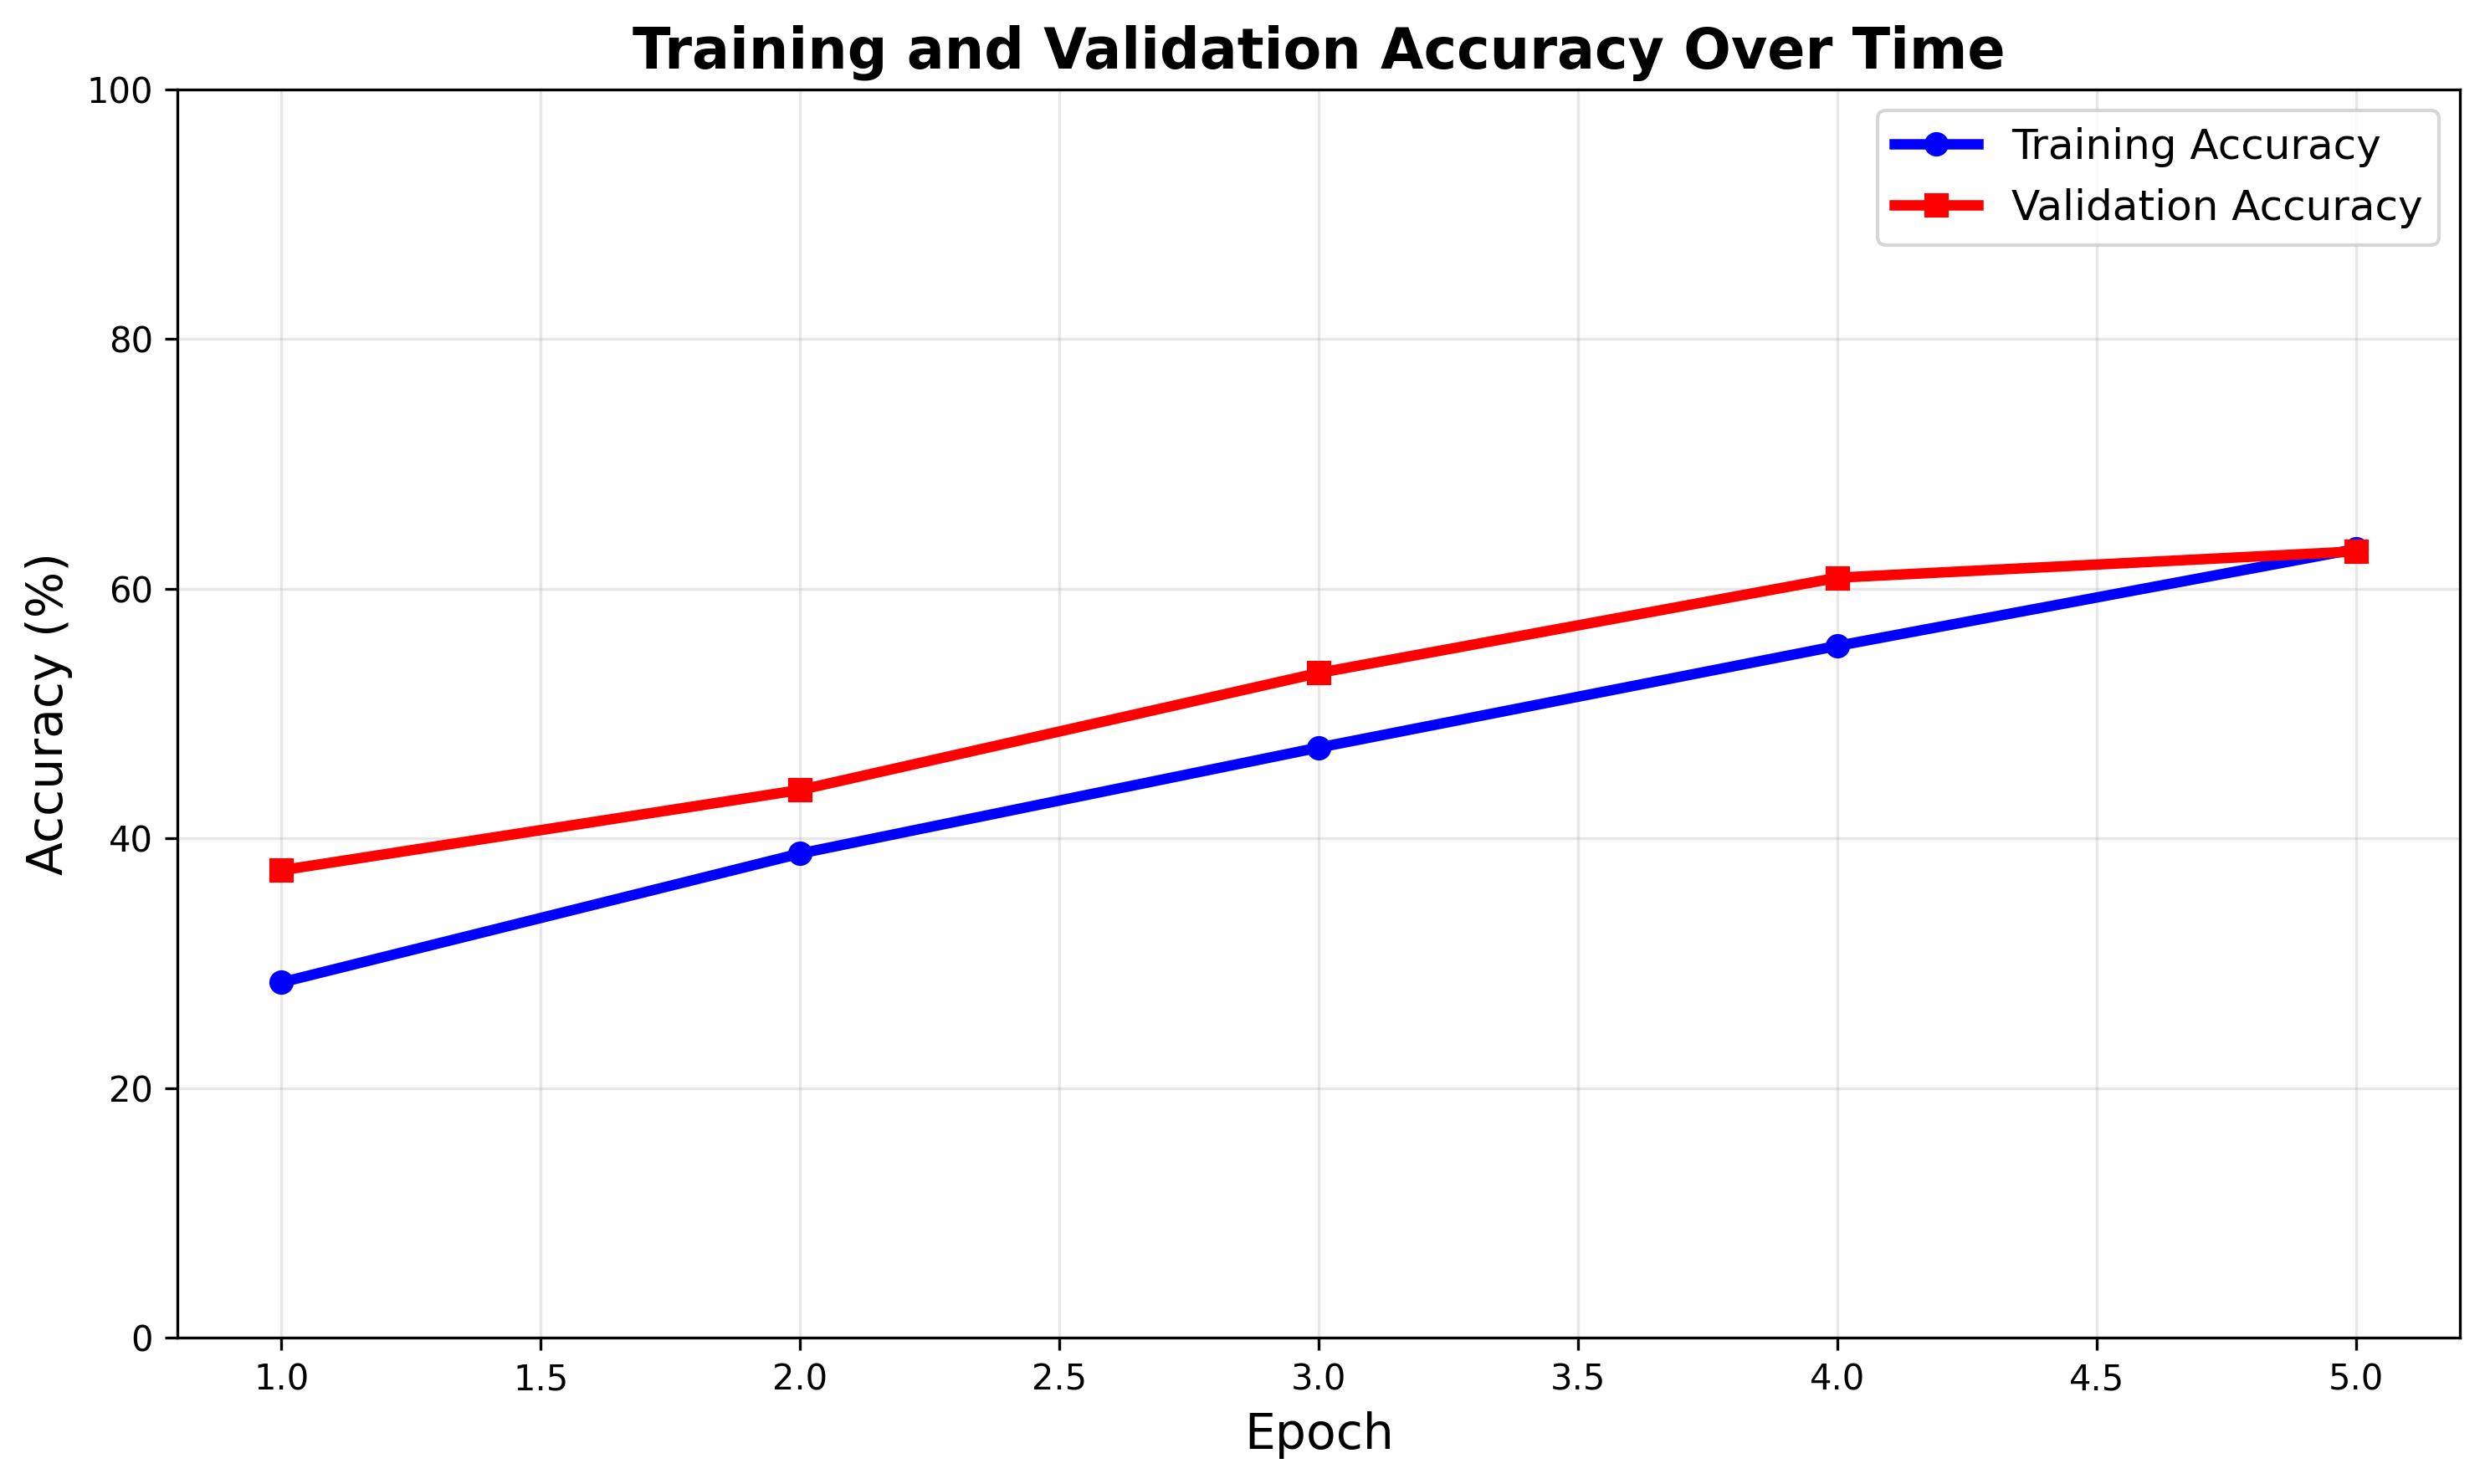 Training and Validation Accuracy Over Time
100
80
60
40
20
0
Accuracy (%)
Training Accuracy
Validation Accuracy
1.0 1.5 2.0 2.5 3.0 3.5 4.0 4.5 5.0
Epoch